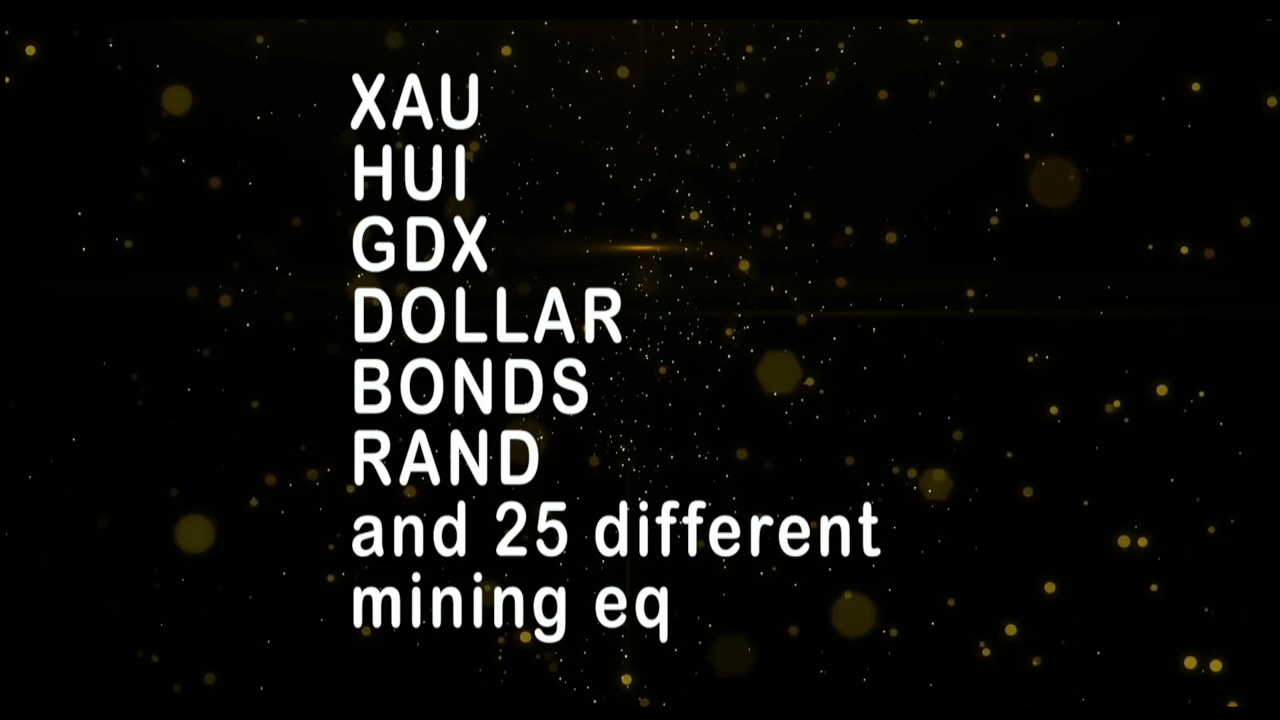 XAU
HUI
GDX
DOLLAR
BONDS
RAND
and 25 different
mining eq